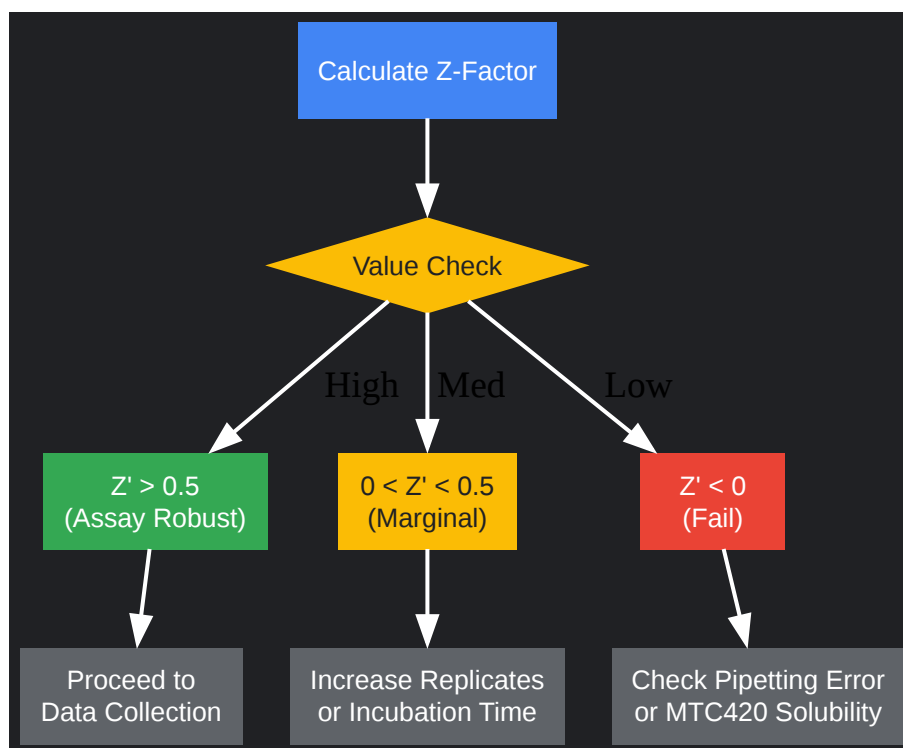 Calculate Z-Factor
Value Check
High
Med
Low
Z' > 0.5
(Assay Robust)
0 < Z' < 0.5
(Marginal)
Z' < 0
(Fail)
Proceed to
Data Collection
Increase Replicates
or Incubation Time
Check Pipetting Error
or MTC420 Solubility